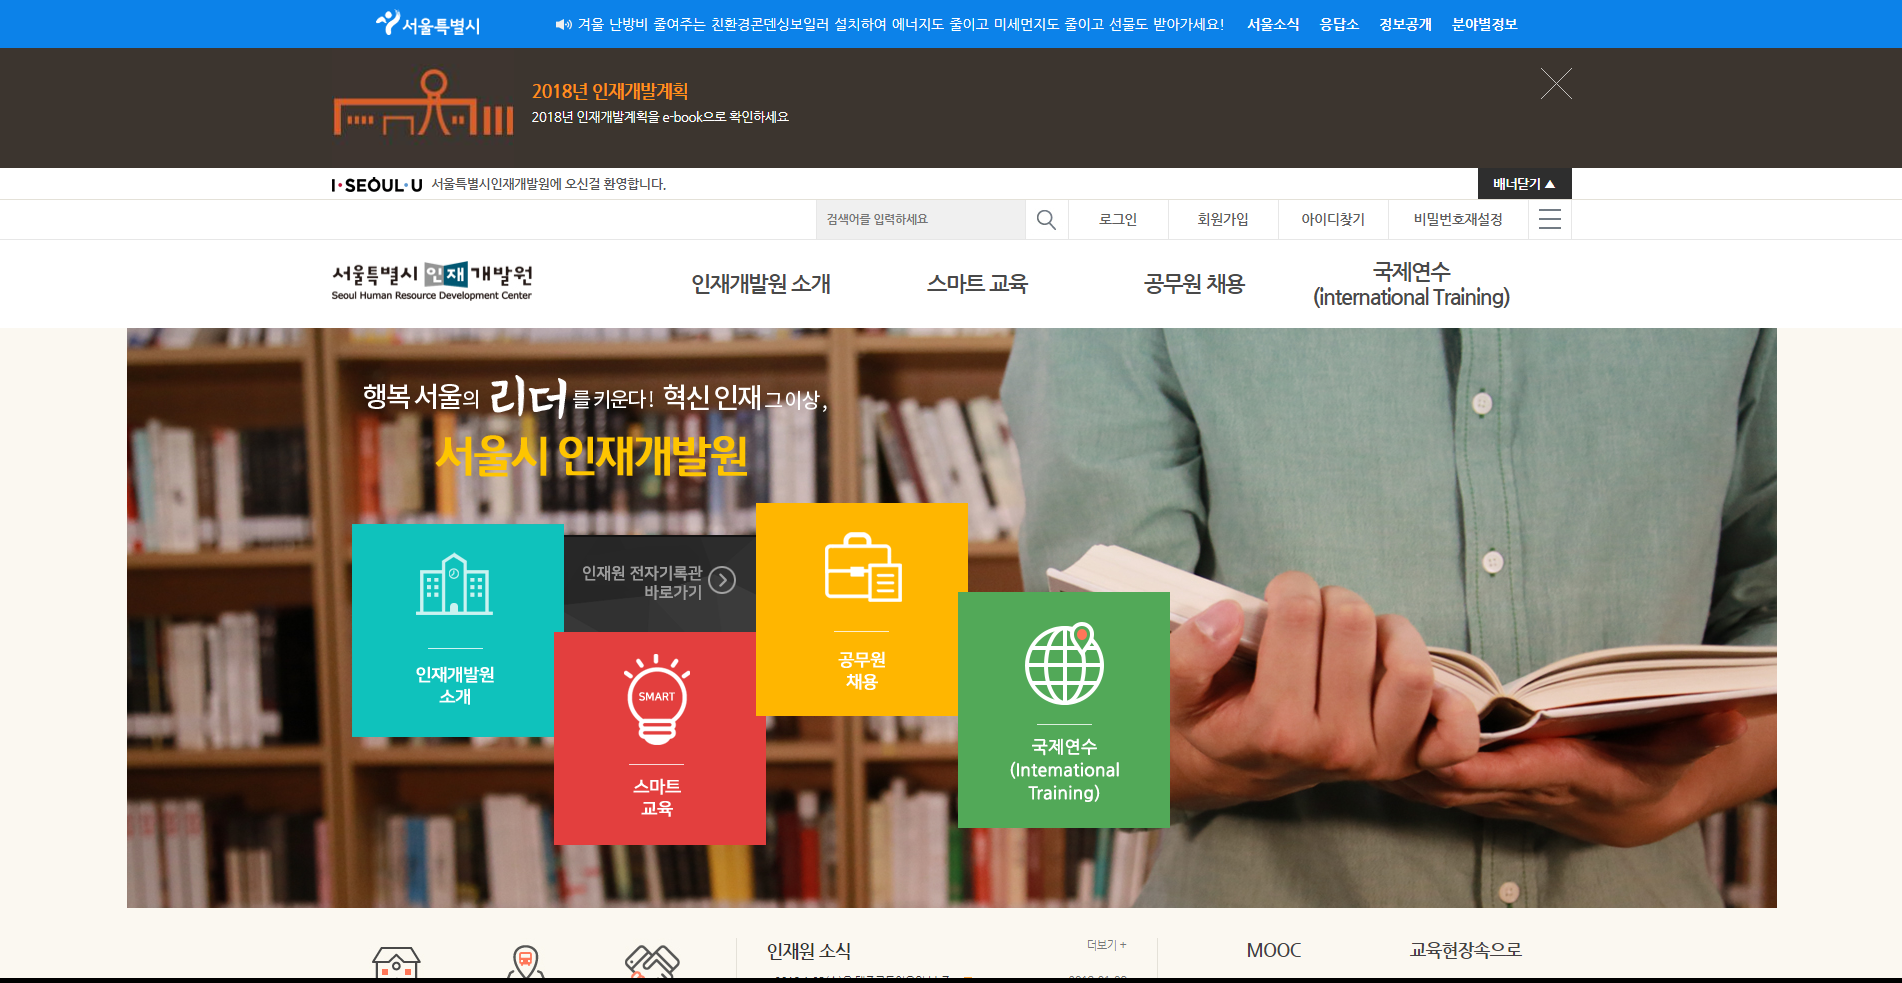 서울특별시
겨울 난방비 줄여주는 친환경콘덴싱보일러 설치하여 에너지도 줄이고 미세먼지도 줄이고 선물도 받아가세요!
서울소식
응답소
정보공개
분야별정보
2018년 인재개발계획
2018년 인재개발계획을 e-book으로 확인하세요
I·SEOUL·U
서울특별시인재개발원에 오신걸 환영합니다.
배너닫기 ▲
검색어를 입력하세요
로그인
회원가입
아이디찾기
비밀번호재설정
서울특별시 인재개발원
Seoul Human Resource Development Center
인재개발원 소개
스마트 교육
공무원 채용
국제연수
(international Training)
행복 서울의 리더를 키운다! 혁신 인재 그 이상,
서울시 인재개발원
인재개발원
소개
인재원 전자기록관
바로가기
SMART
스마트
교육
공무원
채용
국제연수
(International
Training)
인재원 소식
더보기 +
MOOC
교육현장속으로